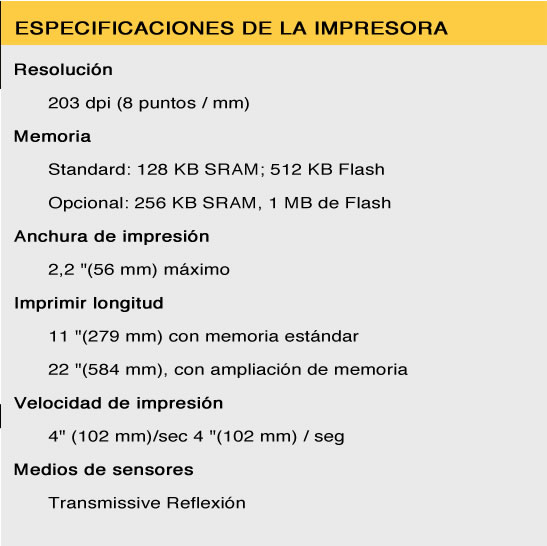 ESPECIFICACIONES DE LA IMPRESORA
Resolución
203 dpi (8 puntos / mm)
Memoria
Standard: 128 KB SRAM; 512 KB Flash
Opcional: 256 KB SRAM, 1 MB de Flash
Anchura de impresión
2,2 "(56 mm) máximo
Imprimir longitud
11 "(279 mm) con memoria estándar
22 "(584 mm), con ampliación de memoria
Velocidad de impresión
4" (102 mm)/sec 4 "(102 mm) / seg
Medios de sensores
Transmissive Reflexión